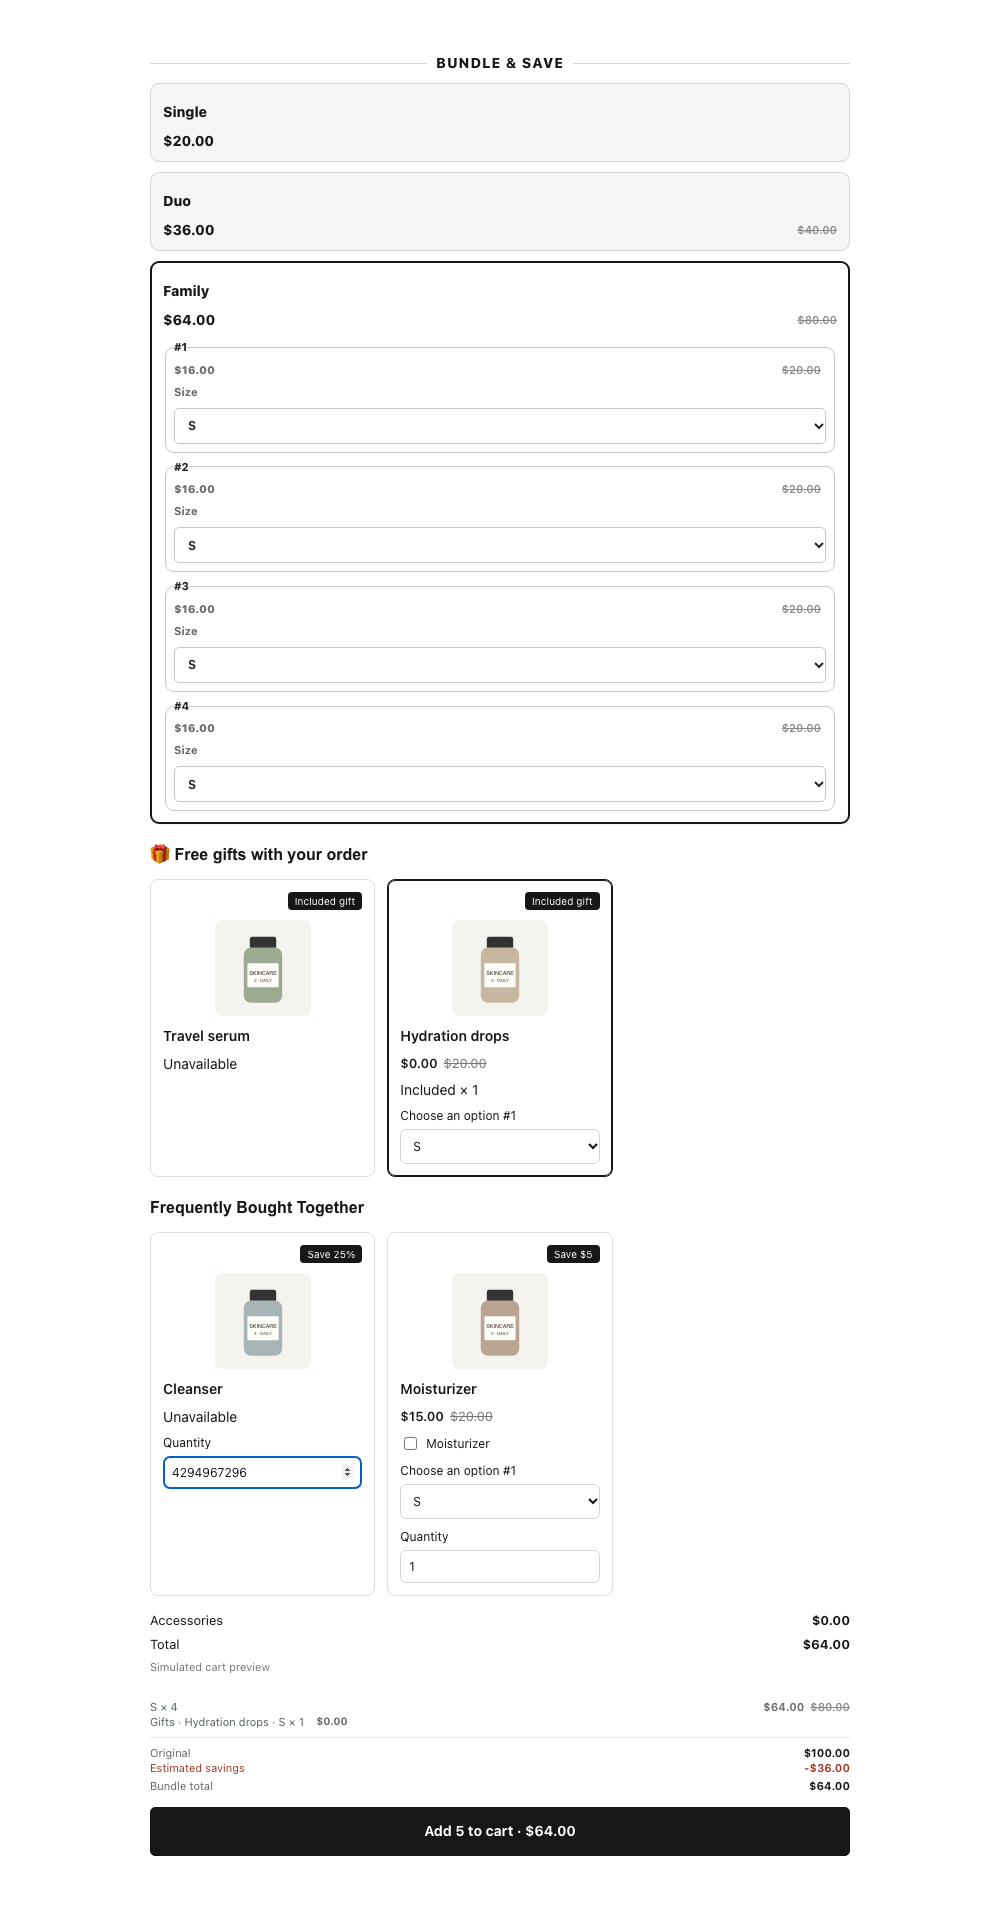 BUNDLE & SAVE
Single
$20.00
Duo
$36.00 $40.00
Family
$64.00 $80.00
#1
$16.00 $20.00
Size
S
#2
$16.00 $20.00
Size
S
#3
$16.00 $20.00
Size
S
#4
$16.00 $20.00
Size
S
🎁 Free gifts with your order
Included gift
SKINCARE
Travel serum
Unavailable
Included gift
SKINCARE
Hydration drops
$0.00 $20.00
Included × 1
Choose an option #1
S
Frequently Bought Together
Save 25%
SKINCARE
Cleanser
Unavailable
Quantity
4294967296
Save $5
SKINCARE
Moisturizer
$15.00 $20.00
Moisturizer
Choose an option #1
S
Quantity
1
Accessories $0.00
Total $64.00
Simulated cart preview
S × 4 $64.00 $80.00
Gifts · Hydration drops · S × 1 $0.00
Original $100.00
Estimated savings -$36.00
Bundle total $64.00
Add 5 to cart · $64.00